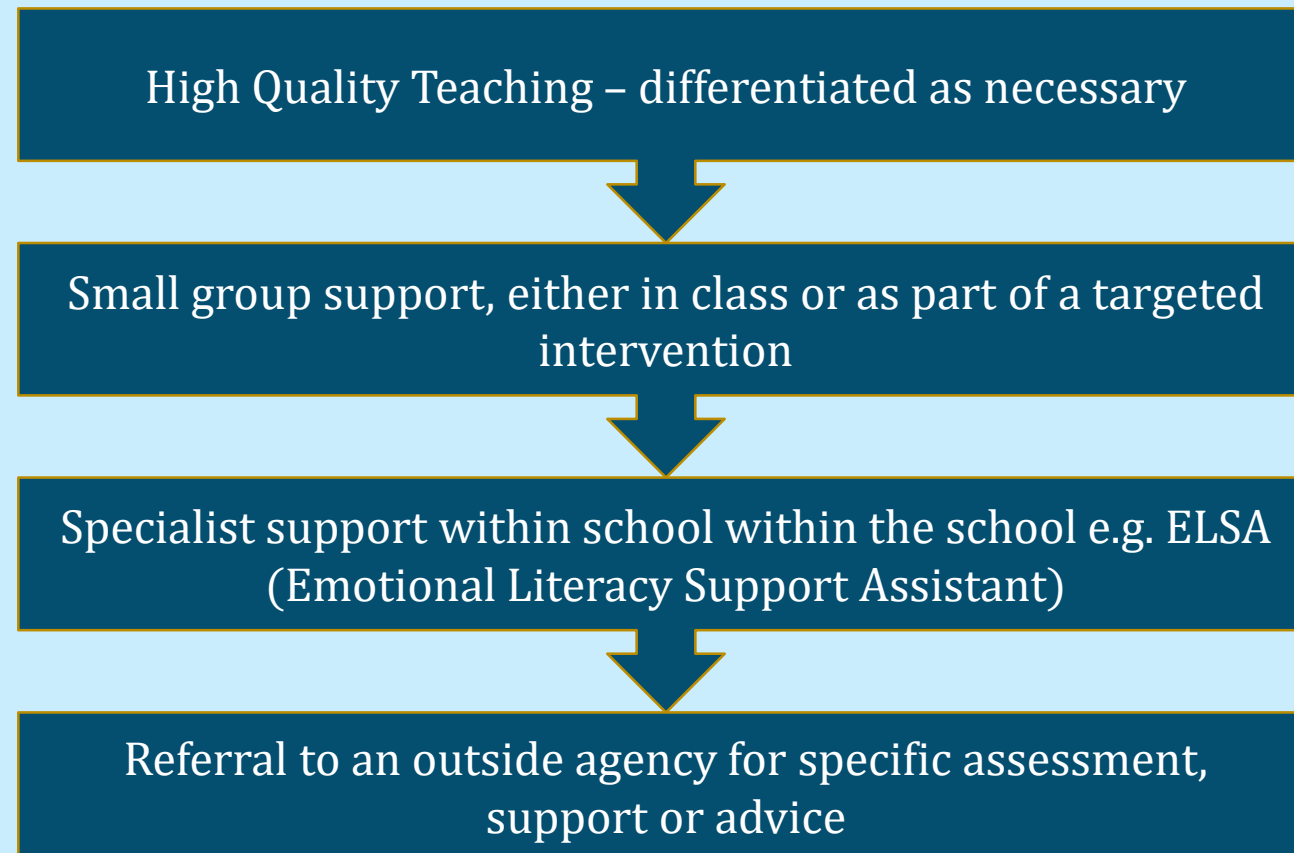 High Quality Teaching – differentiated as necessary
Small group support, either in class or as part of a targeted
intervention
Specialist support within school within the school e.g. ELSA
(Emotional Literacy Support Assistant)
Referral to an outside agency for specific assessment,
support or advice